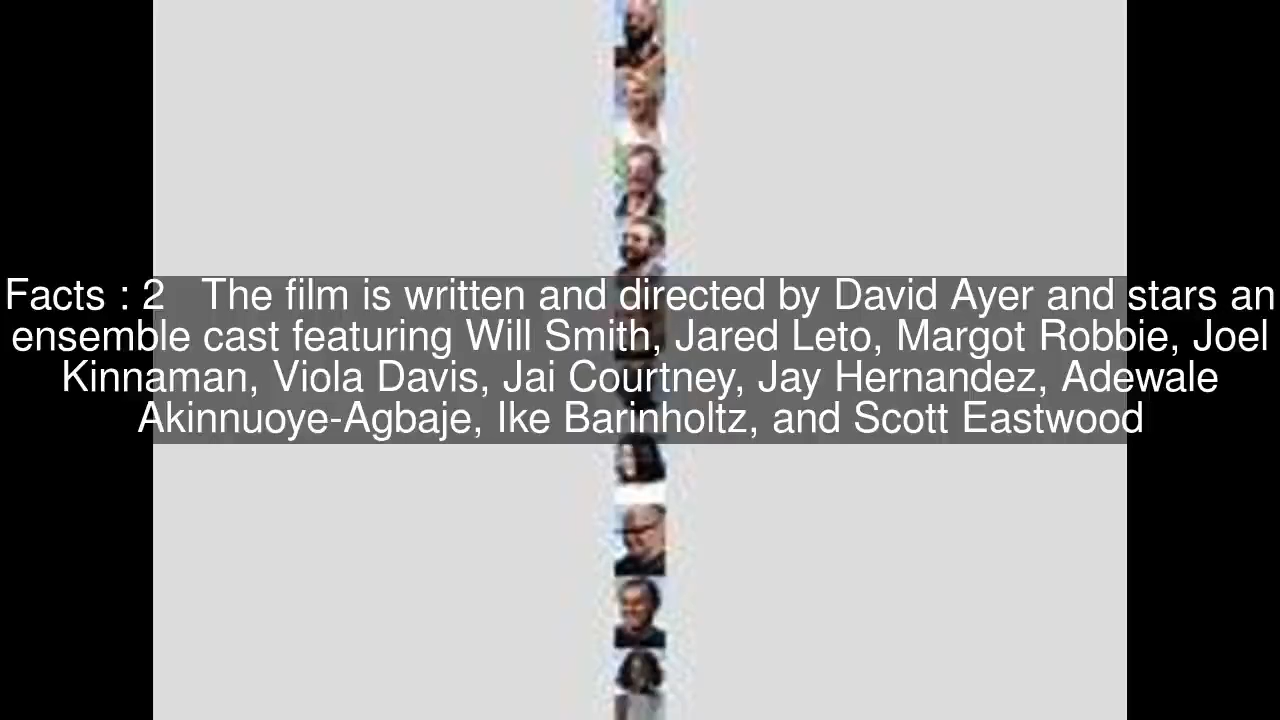 Facts : 2   The film is written and directed by David Ayer and stars an
ensemble cast featuring Will Smith, Jared Leto, Margot Robbie, Joel
Kinnaman, Viola Davis, Jai Courtney, Jay Hernandez, Adewale
Akinnuoye-Agbaje, Ike Barinholtz, and Scott Eastwood